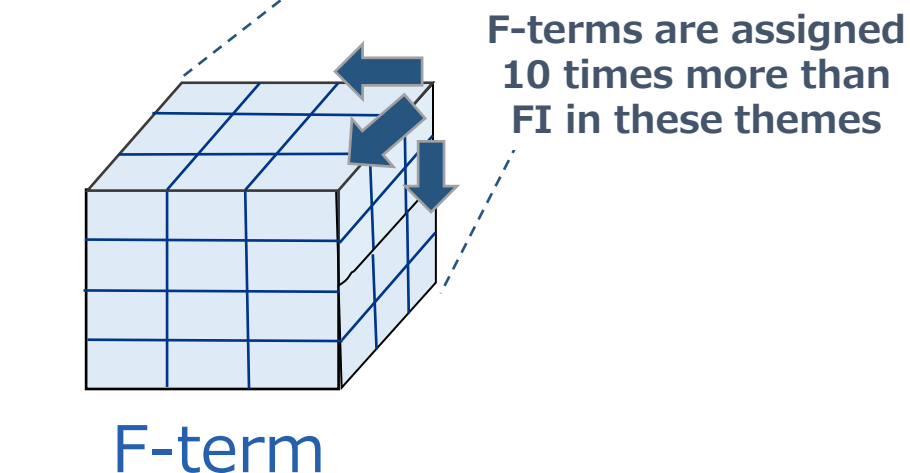 F-terms are assigned
10 times more than
FI in these themes
F-term